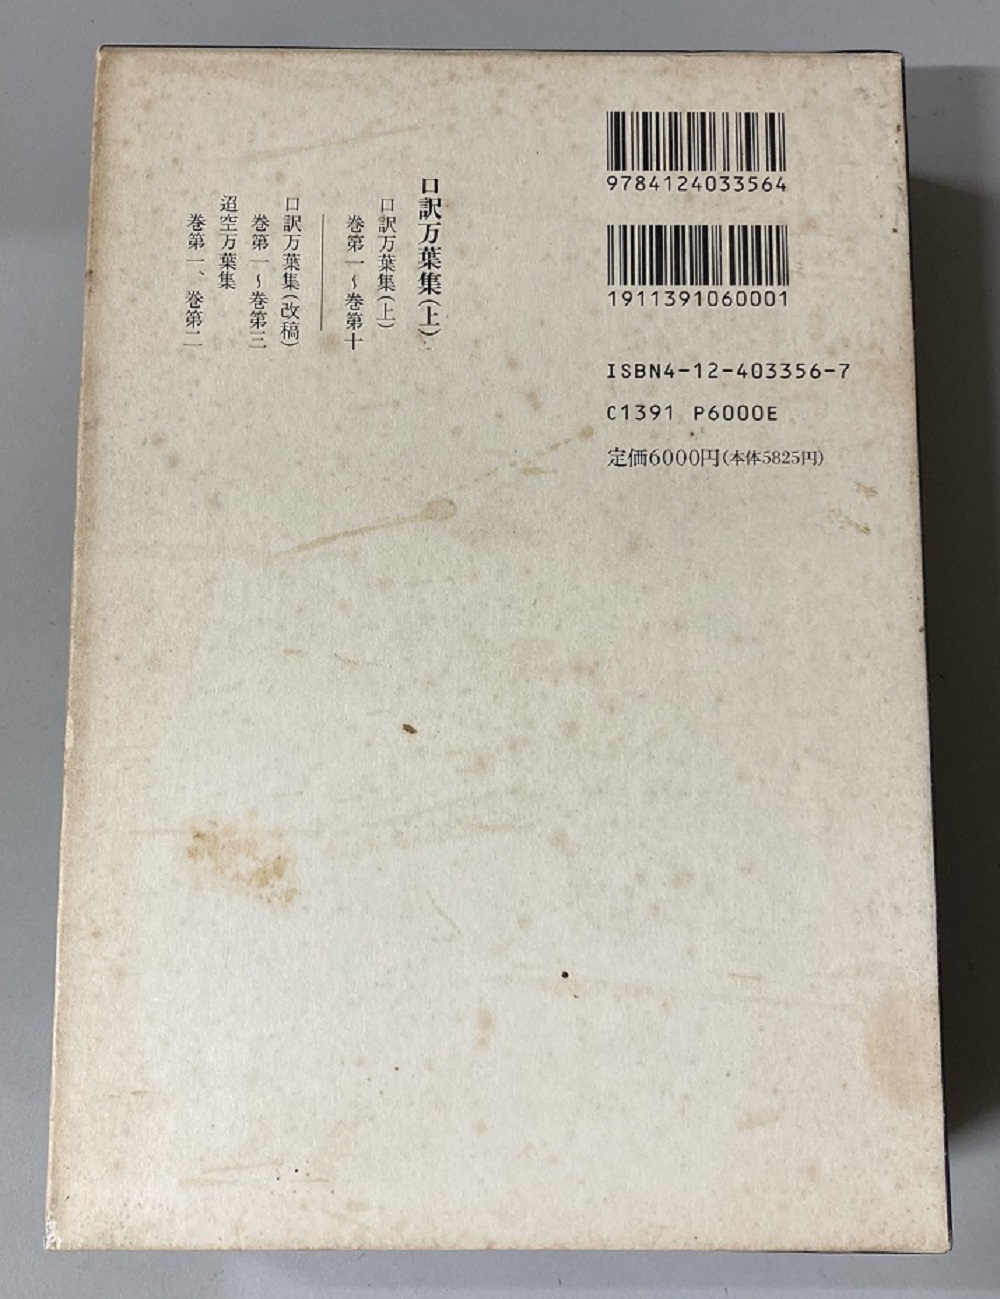 9784124033564
1911391060001
ISBN4-12-403356-7
C1391 P6000E
定価6000円(本体5825円)
口訳万葉集(上)
口訳万葉集(上)
巻第一〜巻第十
口訳万葉集(改稿)
巻第一〜巻第三
迢空万葉集
巻第一、巻第二